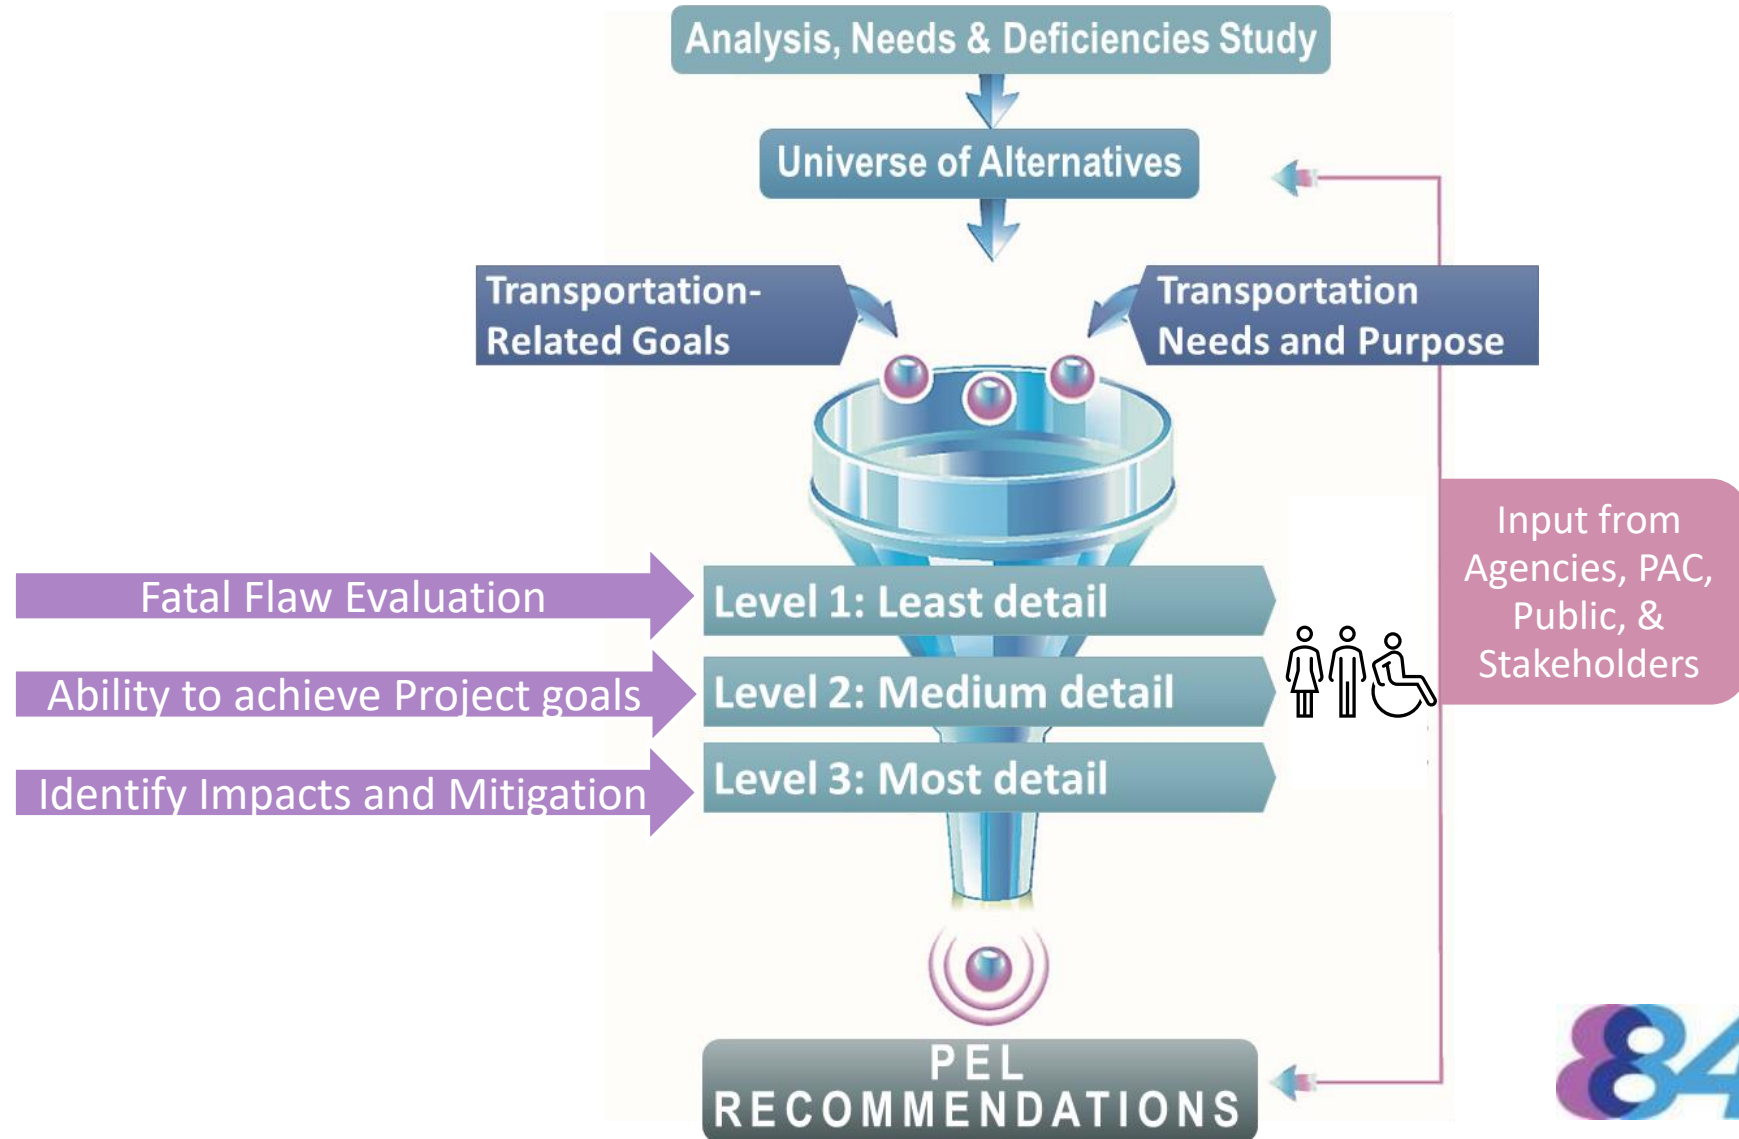 Analysis, Needs & Deficiencies Study
Universe of Alternatives
Transportation-
Related Goals
Transportation
Needs and Purpose
Fatal Flaw Evaluation
Level 1: Least detail
Ability to achieve Project goals
Level 2: Medium detail
Identify Impacts and Mitigation
Level 3: Most detail
Input from
Agencies, PAC,
Public, &
Stakeholders
PEL
RECOMMENDATIONS
884